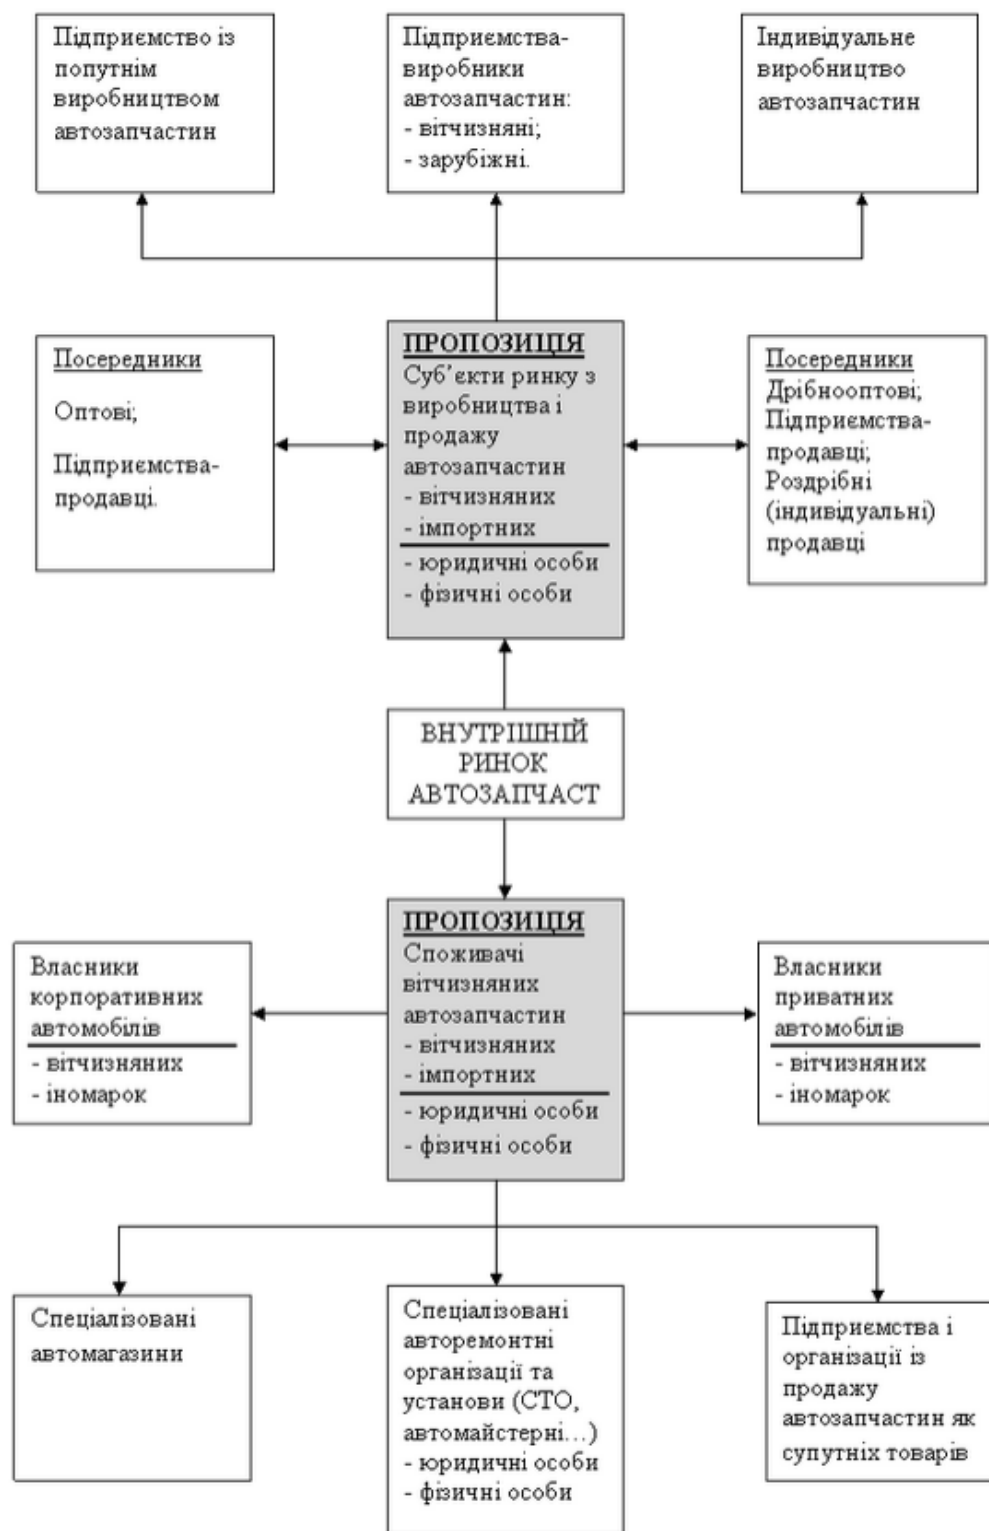 Підприємство із
попутнім
виробництвом
автозапчастин
Підприємства-
виробники
автозапчастин:
- вітчизняні;
- зарубіжні.
Індивідуальне
виробництво
автозапчастин
Посередники
Оптові;
Підприємства-
продавці.
ПРОПОЗИЦІЯ
Суб'єкти ринку з
виробництва і
продажу
автозапчастин
- вітчизняних
- імпортних
- юридичні особи
- фізичні особи
Посередники
Дрібнооптові;
Підприємства-
продавці;
Роздрібні
(індивідуальні)
продавці
ВНУТРІШНІЙ
РИНОК
АВТОЗАПЧАСТ
Власники
корпоративних
автомобілів
- вітчизняних
- іномарок
ПРОПОЗИЦІЯ
Споживачі
вітчизняних
автозапчастин
- вітчизняних
- імпортних
- юридичні особи
- фізичні особи
Власники
приватних
автомобілів
- вітчизняних
- іномарок
Спеціалізовані
автомагазини
Спеціалізовані
авторемонтні
організації та
установи (СТО,
автомайстерні...)
- юридичні особи
- фізичні особи
Підприємства і
організації із
продажу
автозапчастин як
супутніх товарів